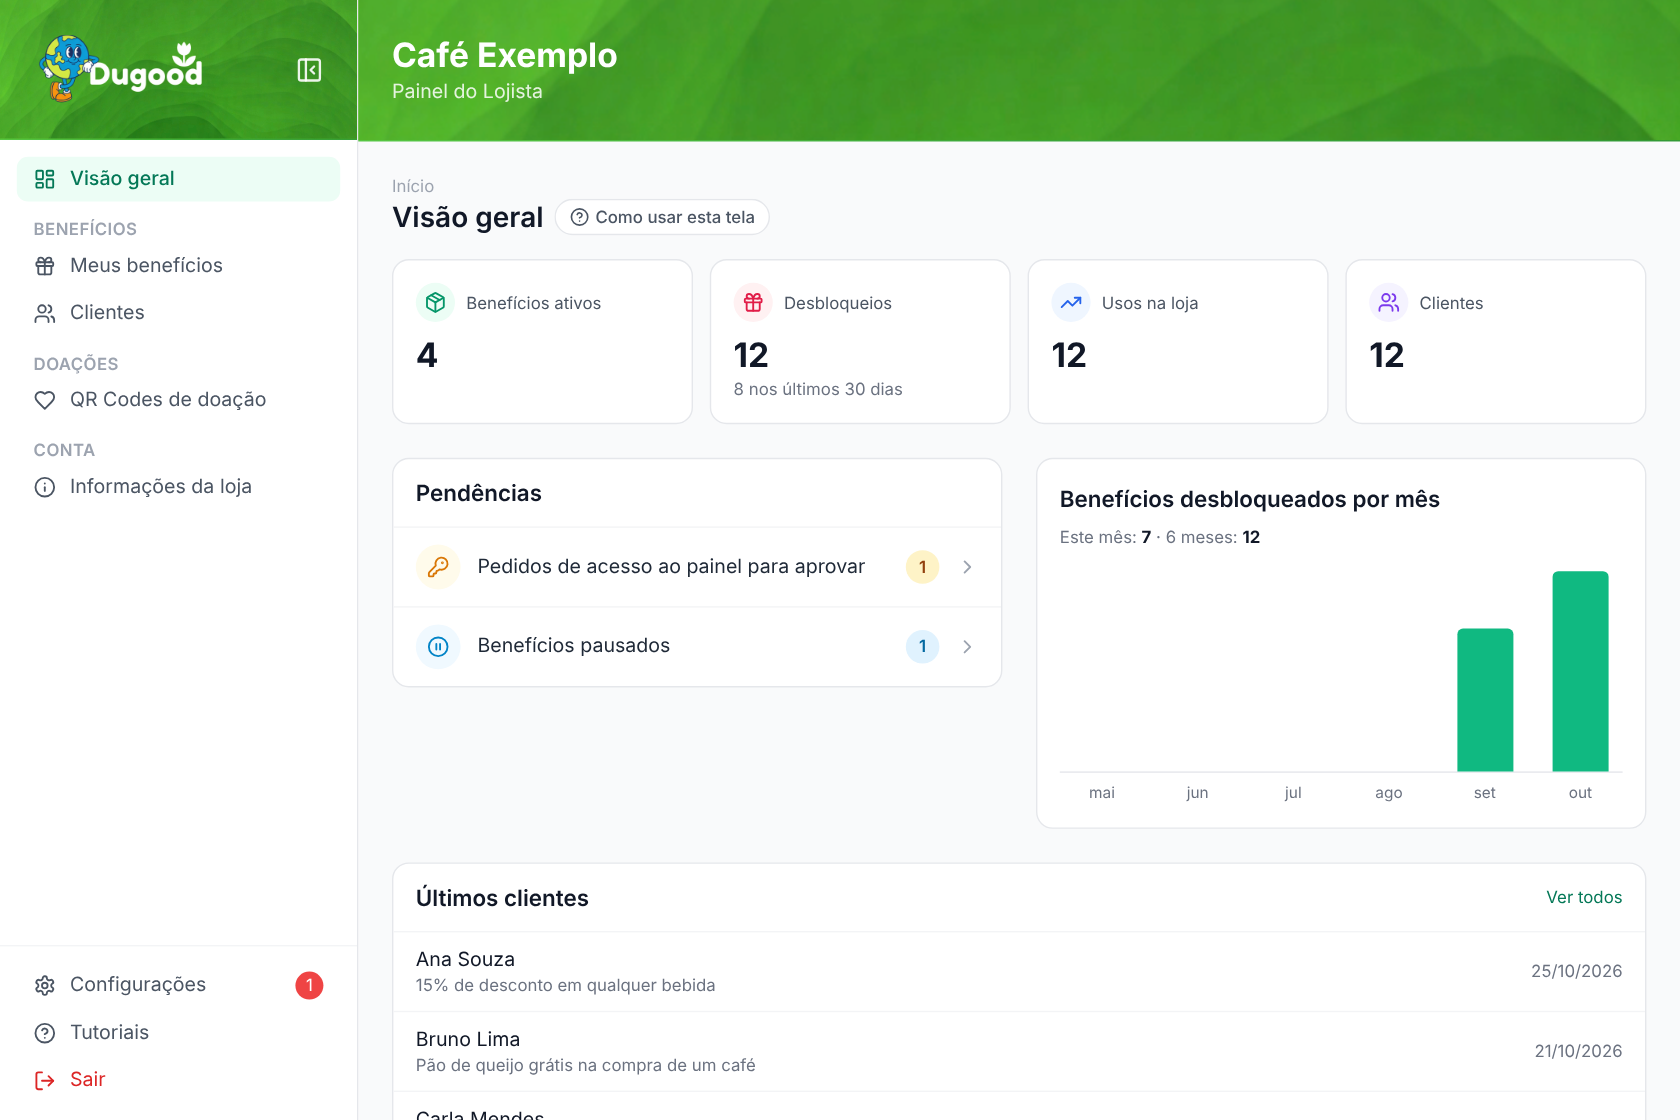 Dugood
Café Exemplo
Painel do Lojista
Visão geral
BENEFÍCIOS
Meus benefícios
Clientes
DOAÇÕES
QR Codes de doação
CONTA
Informações da loja
Configurações
1
Tutoriais
Sair
Início
Visão geral
Como usar esta tela
Benefícios ativos
4
Desbloqueios
12
8 nos últimos 30 dias
Usos na loja
12
Clientes
12
Pendências
Pedidos de acesso ao painel para aprovar
1
Benefícios pausados
1
Benefícios desbloqueados por mês
Este mês: 7 · 6 meses: 12
mai jun jul ago set out
Últimos clientes
Ver todos
Ana Souza
15% de desconto em qualquer bebida
25/10/2026
Bruno Lima
Pão de queijo grátis na compra de um café
21/10/2026
Carla Mendes